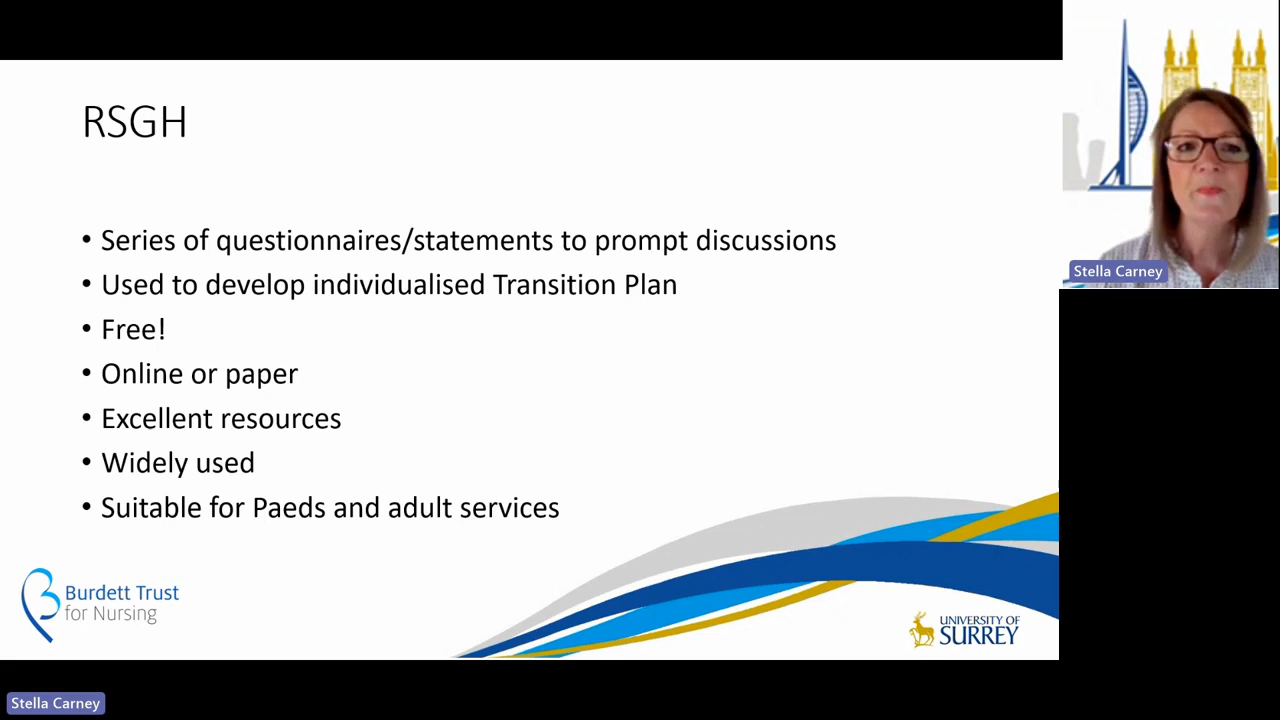 RSGH
• Series of questionnaires/statements to prompt discussions
• Used to develop individualised Transition Plan
• Free!
• Online or paper
• Excellent resources
• Widely used
• Suitable for Paeds and adult services
Burdett Trust
for Nursing
UNIVERSITY OF
SURREY
Stella Carney
Stella Carney